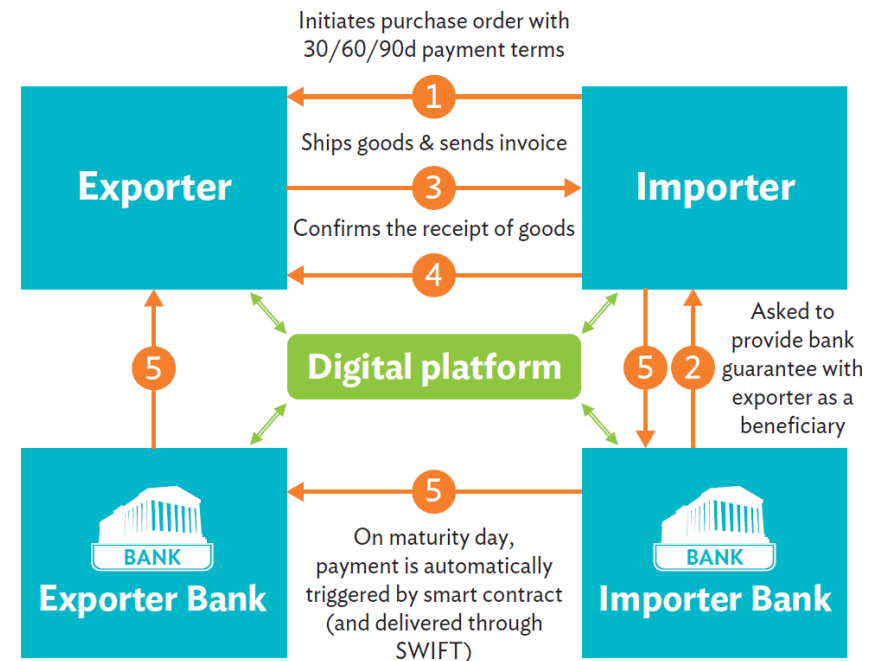 Initiates purchase order with
30/60/90d payment terms
1
Ships goods & sends invoice
Exporter
3
Importer
Confirms the receipt of goods
4
Asked to
provide bank
guarantee with
exporter as a
beneficiary
5
Digital platform
5
2
5
On maturity day,
payment is automatically
triggered by smart contract
(and delivered through
SWIFT)
BANK
Exporter Bank
BANK
Importer Bank